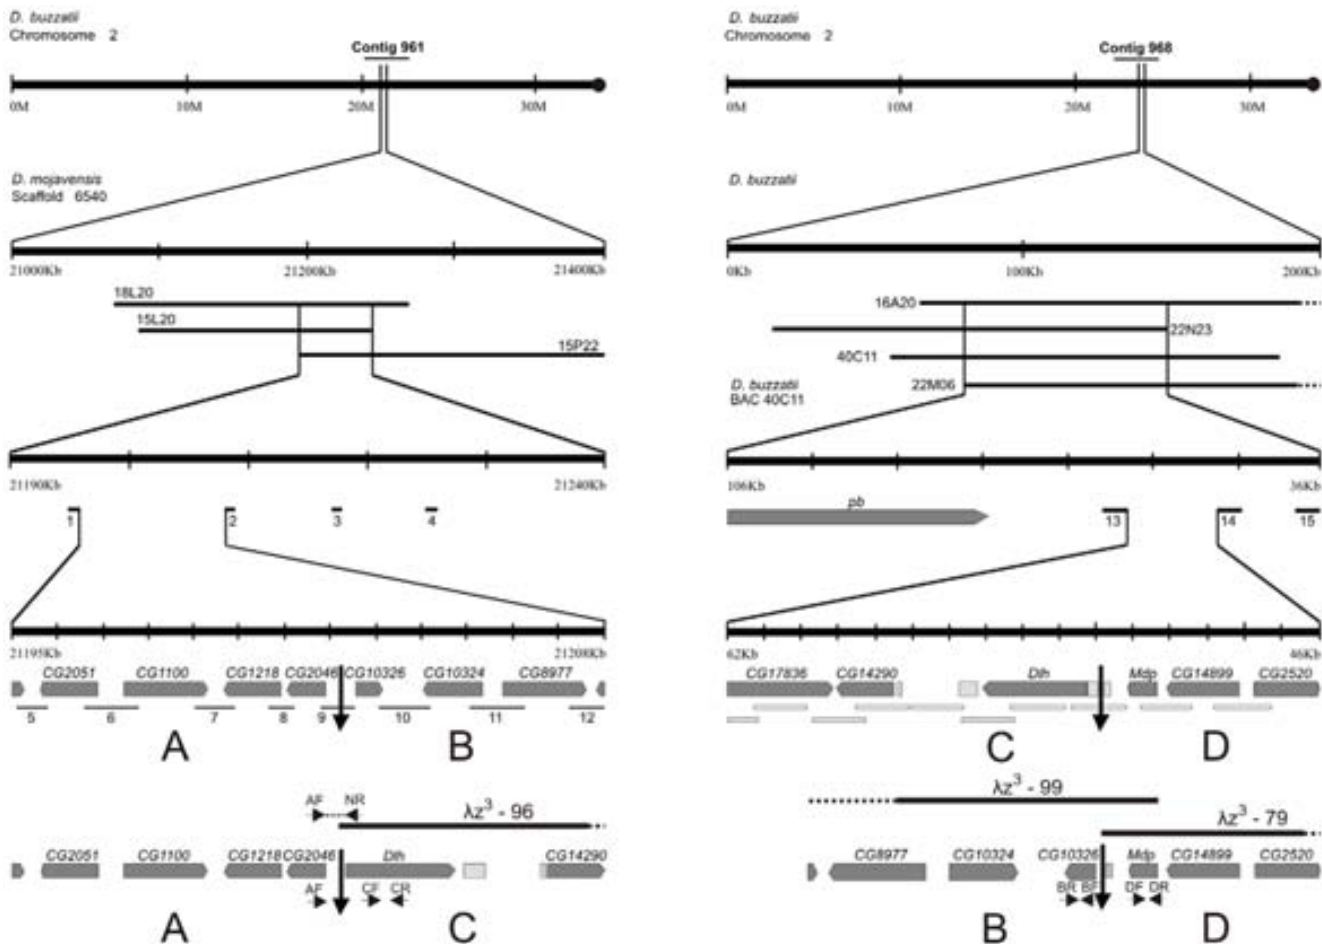 D. buzzatii
Chromosome 2
Contig 961
0M 10M 20M 30M
D. mojavensis
Scaffold 6540
21000Kb 21200Kb 21400Kb
18L20
15L20
15P22
21190Kb 21240Kb
1 2 3 4
21195Kb 21208Kb
CG2051 CG1100 CG1218 CG2046 CG10326 CG10324 CG8977
5 6 7 8 9 10 11 12
A B
AF NR
λz³ - 96
CG2051 CG1100 CG1218 CG2046 Dlh CG14290
AF CF CR
A C
D. buzzatii
Chromosome 2
Contig 968
0M 10M 20M 30M
D. buzzatii
0Kb 100Kb 200Kb
16A20
22N23
40C11
22M06
D. buzzatii
BAC 40C11
106Kb 36Kb
pb
13 14 15
62Kb 46Kb
CG17836 CG14290 Dlh Mdp CG14899 CG2520
C D
λz³ - 99
λz³ - 79
CG8977 CG10324 CG10326 Mdp CG14899 CG2520
BR BF DF DR
B D